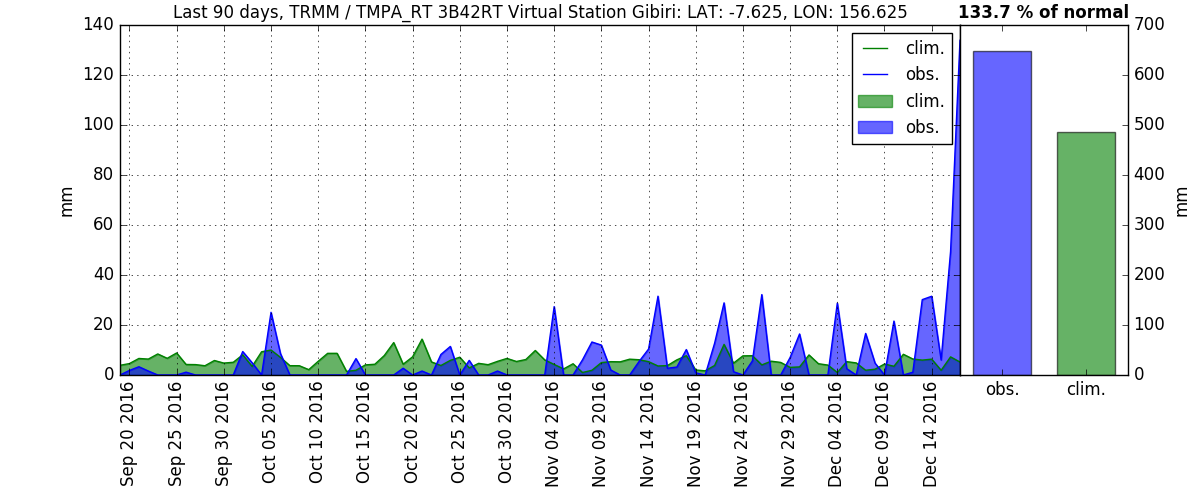 Last 90 days, TRMM / TMPA_RT 3B42RT Virtual Station Gibiri: LAT: -7.625, LON: 156.625
133.7 % of normal
140
120
100
80
60
40
20
0
mm
clim.
obs.
clim.
obs.
700
600
500
400
300
200
100
0
mm
obs.
clim.
Sep 20 2016
Sep 25 2016
Sep 30 2016
Oct 05 2016
Oct 10 2016
Oct 15 2016
Oct 20 2016
Oct 25 2016
Oct 30 2016
Nov 04 2016
Nov 09 2016
Nov 14 2016
Nov 19 2016
Nov 24 2016
Nov 29 2016
Dec 04 2016
Dec 09 2016
Dec 14 2016